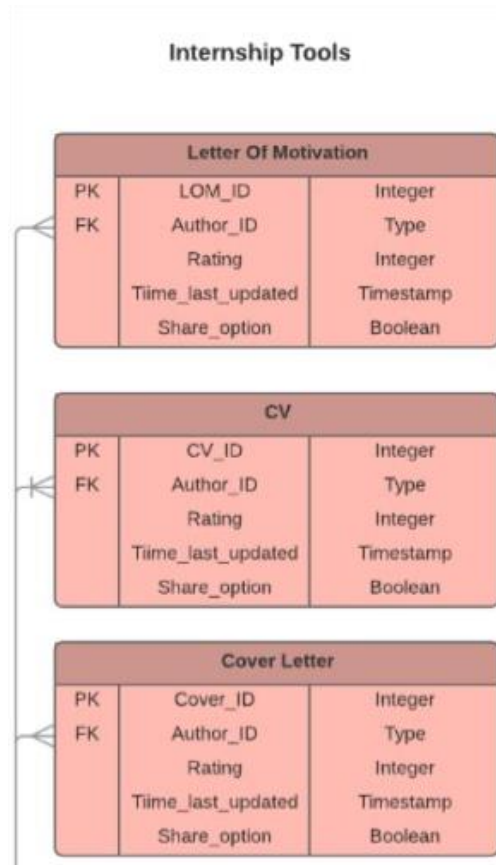 Internship Tools
Letter Of Motivation
PK LOM_ID Integer
FK Author_ID Type
Rating Integer
Tiime_last_updated Timestamp
Share_option Boolean
CV
PK CV_ID Integer
FK Author_ID Type
Rating Integer
Tiime_last_updated Timestamp
Share_option Boolean
Cover Letter
PK Cover_ID Integer
FK Author_ID Type
Rating Integer
Tiime_last_updated Timestamp
Share_option Boolean